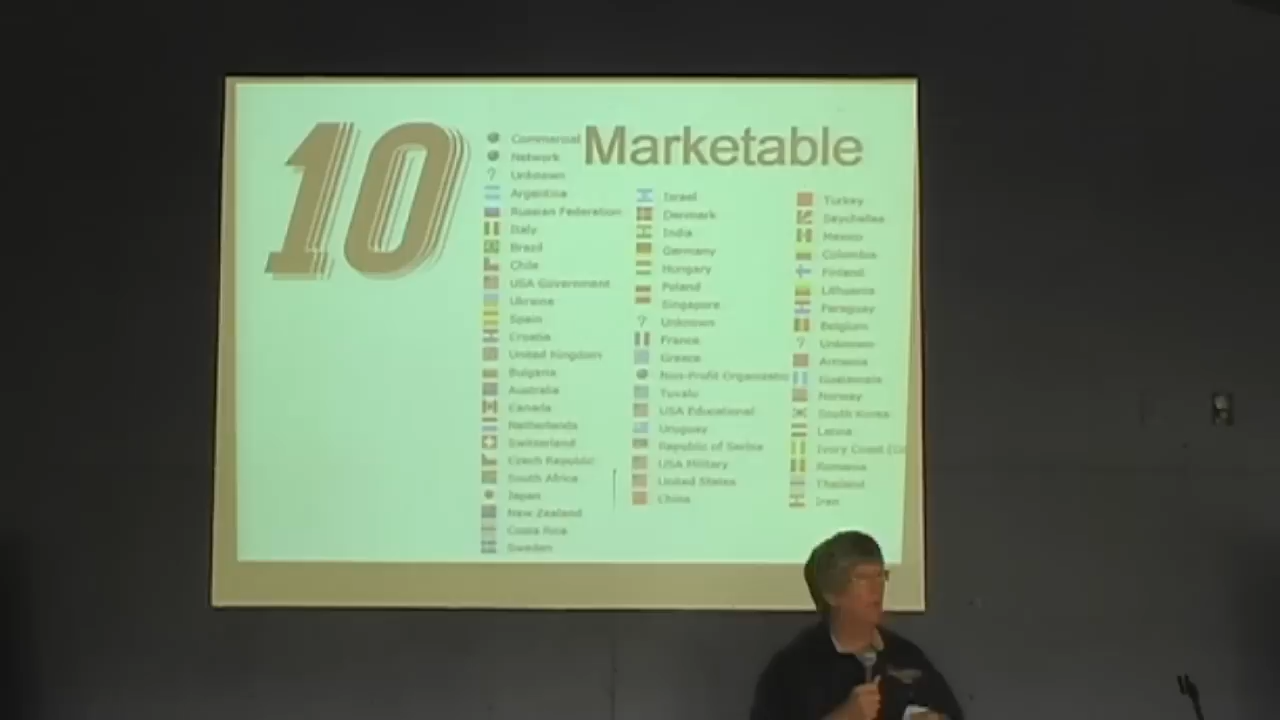 10
Marketable
Commercial
Network
? Unknown
Argentina
Russian Federation
Italy
Brazil
Chile
USA Government
Ukraine
Spain
Croatia
United Kingdom
Bulgaria
Australia
Canada
Netherlands
Switzerland
Czech Republic
South Africa
Japan
New Zealand
Costa Rica
Sweden
Israel
Denmark
India
Germany
Hungary
Poland
Singapore
? Unknown
France
Greece
Non-Profit Organizatio
Tuvalu
USA Educational
Uruguay
Republic of Serbia
USA Military
United States
China
Turkey
Seychelles
Mexico
Colombia
Finland
Lithuania
Paraguay
Belgium
? Unknown
Armenia
Guatemala
Norway
South Korea
Latvia
Ivory Coast
Romania
Thailand
Iran